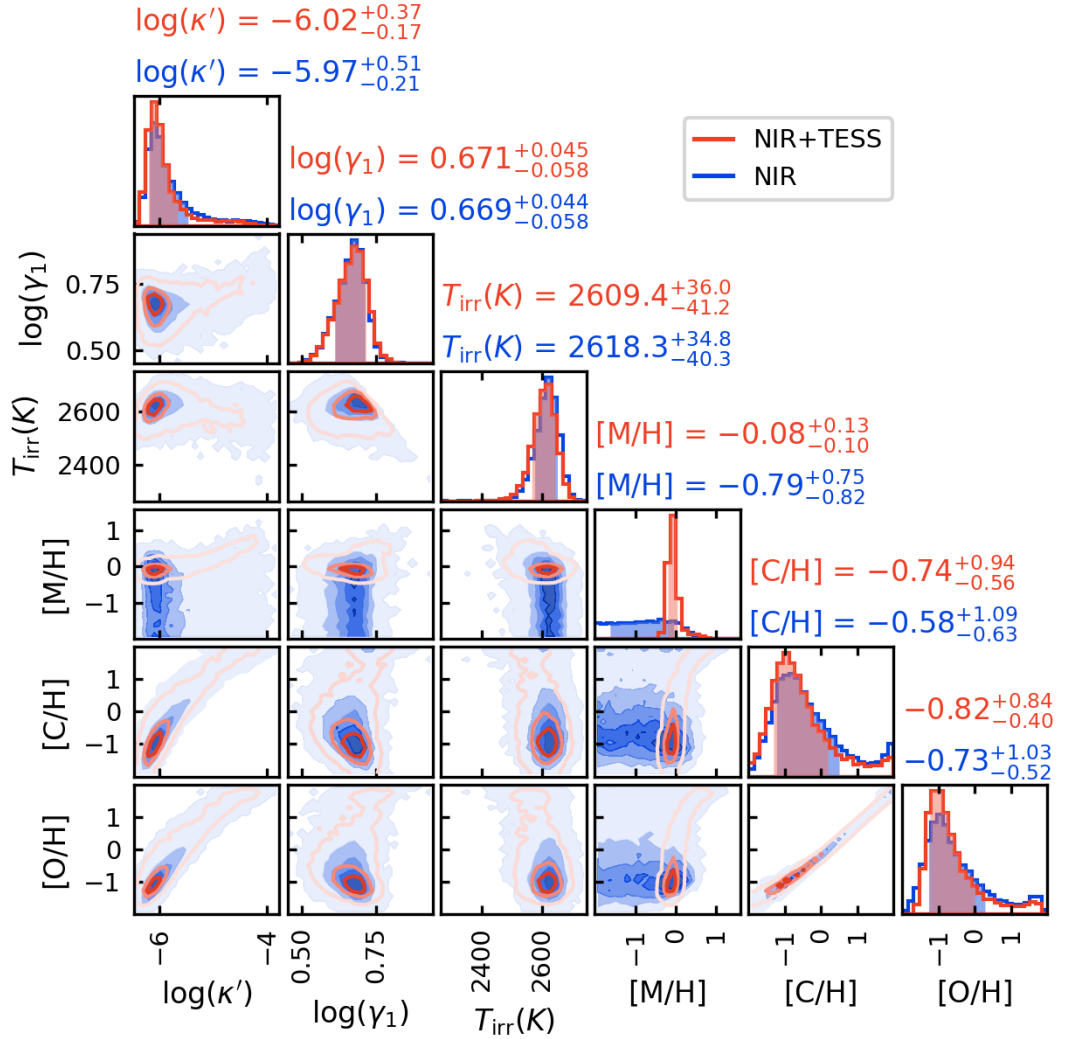 log(κ′) = −6.02 +0.37 −0.17
log(κ′) = −5.97 +0.51 −0.21
NIR+TESS
NIR
log(γ₁) = 0.671 +0.045 −0.058
log(γ₁) = 0.669 +0.044 −0.058
log(γ₁)
0.75
0.50
T_irr(K) = 2609.4 +36.0 −41.2
T_irr(K) = 2618.3 +34.8 −40.3
T_irr(K)
2600
2400
[M/H] = −0.08 +0.13 −0.10
[M/H] = −0.79 +0.75 −0.82
[M/H]
1
0
−1
[C/H] = −0.74 +0.94 −0.56
[C/H] = −0.58 +1.09 −0.63
[C/H]
1
0
−1
−0.82 +0.84 −0.40
−0.73 +1.03 −0.52
[O/H]
1
0
−1
−6 −4
0.50 0.75
2400 2600
−1 0 1
−1 0 1
−1 0 1
log(κ′)
log(γ₁)
T_irr(K)
[M/H]
[C/H]
[O/H]